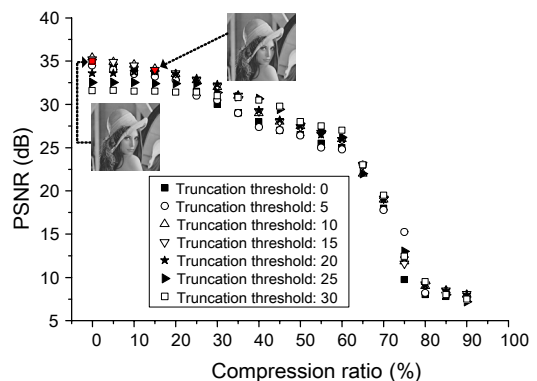 40
35
30
25
20
15
10
5
PSNR (dB)
Truncation threshold: 0
Truncation threshold: 5
Truncation threshold: 10
Truncation threshold: 15
Truncation threshold: 20
Truncation threshold: 25
Truncation threshold: 30
0 10 20 30 40 50 60 70 80 90 100
Compression ratio (%)